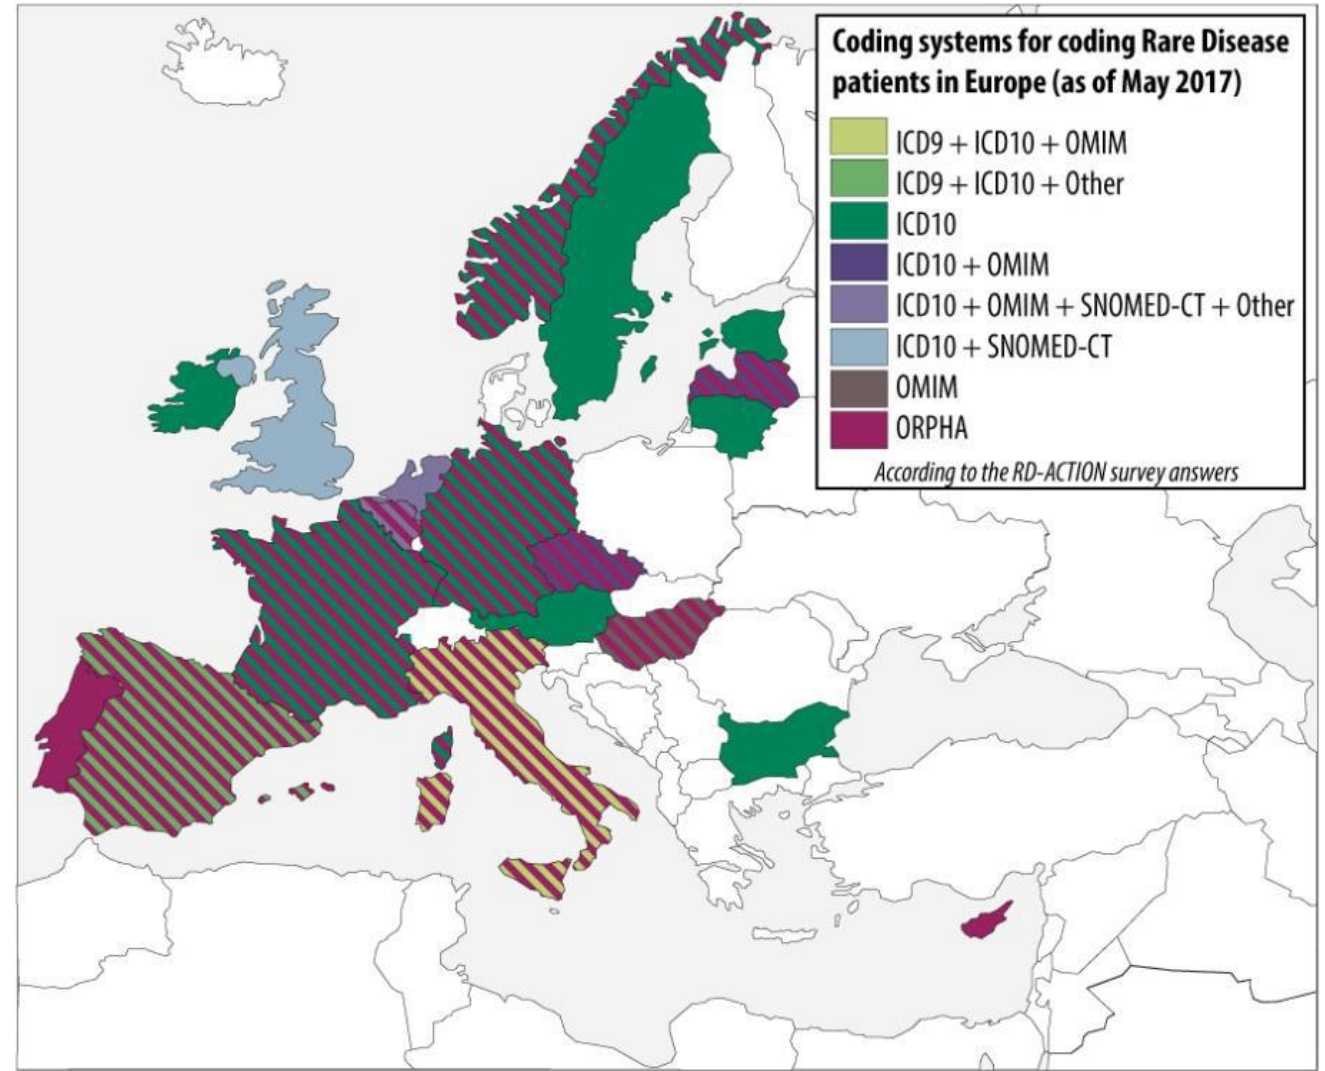 Coding systems for coding Rare Disease
patients in Europe (as of May 2017)
ICD9 + ICD10 + OMIM
ICD9 + ICD10 + Other
ICD10
ICD10 + OMIM
ICD10 + OMIM + SNOMED-CT + Other
ICD10 + SNOMED-CT
OMIM
ORPHA
According to the RD-ACTION survey answers